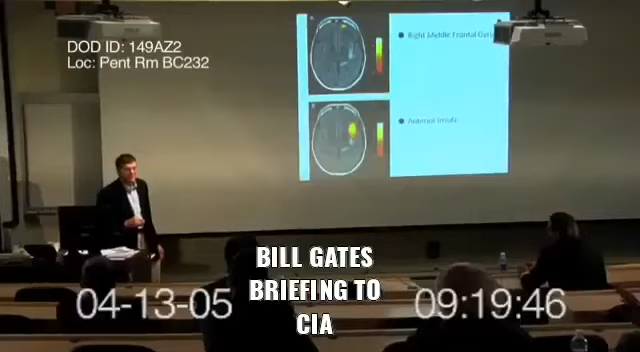 DOD ID: 149AZ2
Loc: Pent Rm BC232
Right Middle Frontal Gyru
Anterior Insula
BILL GATES
BRIEFING TO
CIA
04-13-05
09:19:46